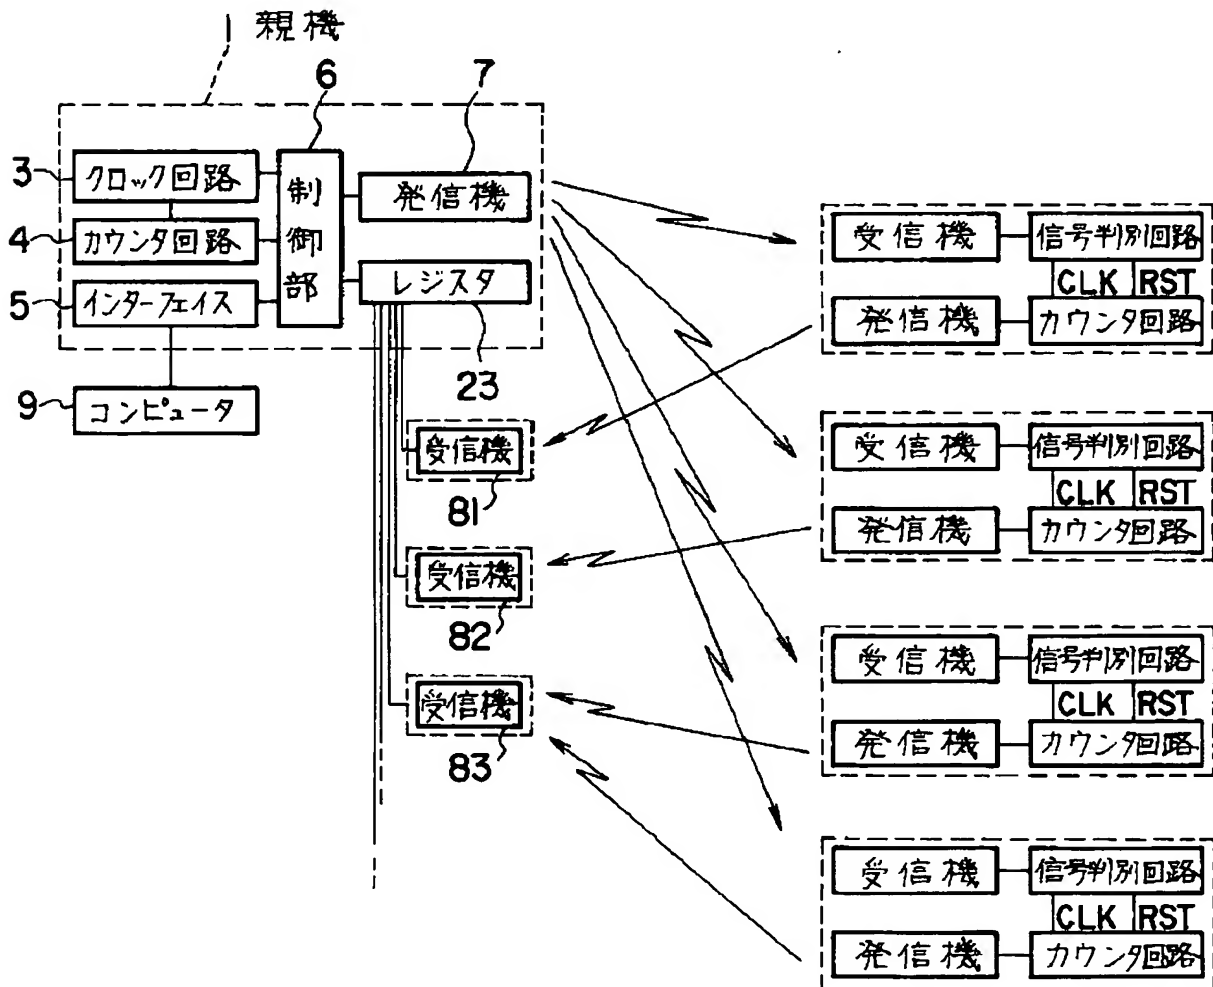 1 親機
6
7
3
クロック回路
制御部
発信機
4
カウンタ回路
5
インターフェイス
レジスタ
23
9
コンピュータ
受信機
81
受信機
82
受信機
83
受信機
信号判別回路
CLK RST
発信機
カウンタ回路
受信機
信号判別回路
CLK RST
発信機
カウンタ回路
受信機
信号判別回路
CLK RST
発信機
カウンタ回路
受信機
信号判別回路
CLK RST
発信機
カウンタ回路